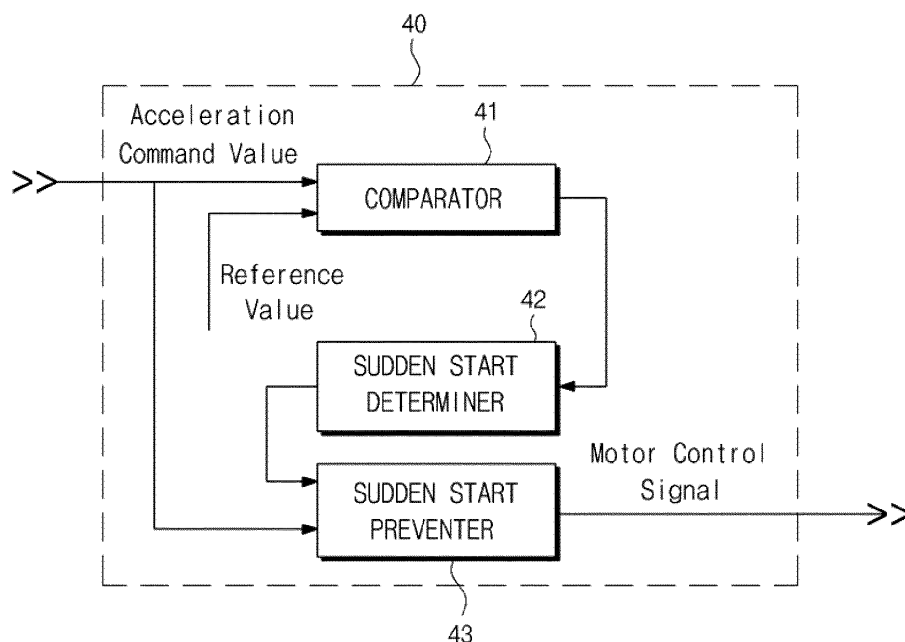 40
Acceleration
Command Value
41
COMPARATOR
Reference
Value
42
SUDDEN START
DETERMINER
Motor Control
Signal
SUDDEN START
PREVENTER
43